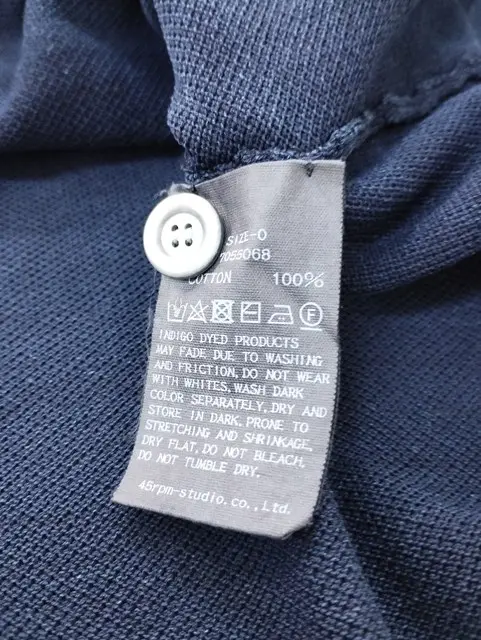 SIZE-0
7055068
COTTON 100%
F
INDIGO DYED PRODUCTS
MAY FADE DUE TO WASHING
AND FRICTION, DO NOT WEAR
WITH WHITES, WASH DARK
COLOR SEPARATELY, DRY AND
STORE IN DARK. PRONE TO
STRETCHING AND SHRINKAGE.
DRY FLAT, DO NOT BLEACH,
DO NOT TUMBLE DRY.
45rpm-studio.co.,Ltd.